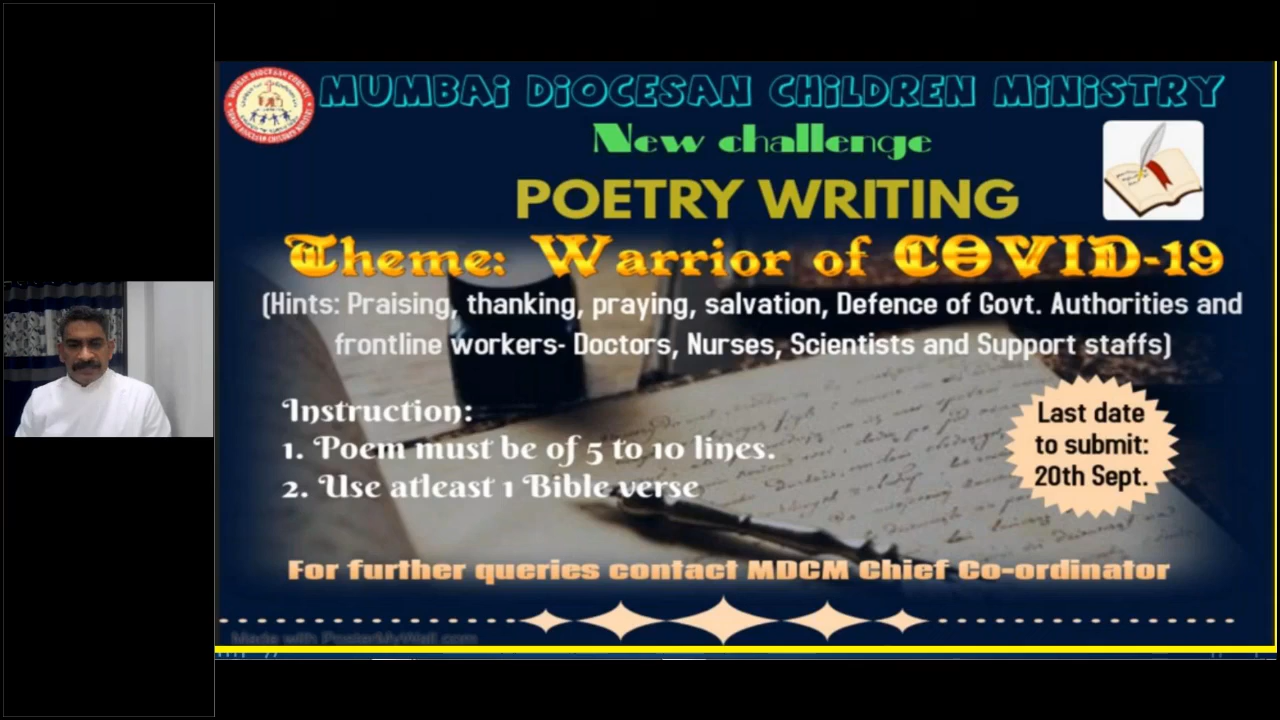 MUMBAi DiOCESAN CHiLDREN MiNiSTRY
New challenge
POETRY WRITING
Theme: Warrior of COVID-19
(Hints: Praising, thanking, praying, salvation, Defence of Govt. Authorities and
frontline workers- Doctors, Nurses, Scientists and Support staffs)
Instruction:
1. Poem must be of 5 to 10 lines.
2. Use atleast 1 Bible verse
Last date
to submit:
20th Sept.
For further queries contact MDCM Chief Co-ordinator
Made with PosterMyWall.com